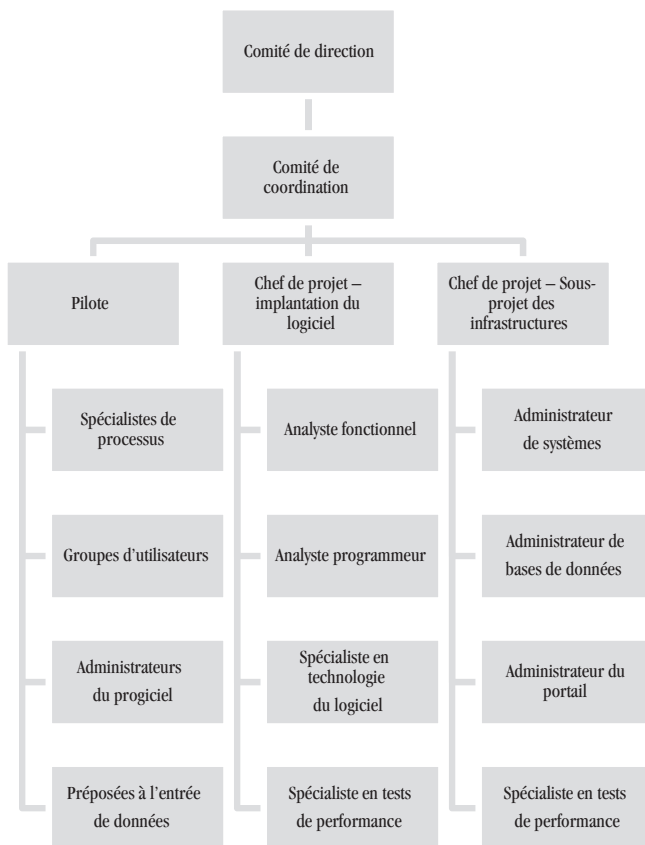 Comité de direction
Comité de
coordination
Pilote
Chef de projet –
implantation du
logiciel
Chef de projet – Sous-
projet des
infrastructures
Spécialistes de
processus
Analyste fonctionnel
Administrateur
de systèmes
Groupes d'utilisateurs
Analyste programmeur
Administrateur de
bases de données
Administrateurs
du progiciel
Spécialiste en
technologie
du logiciel
Administrateur du
portail
Préposées à l'entrée
de données
Spécialiste en tests
de performance
Spécialiste en tests
de performance